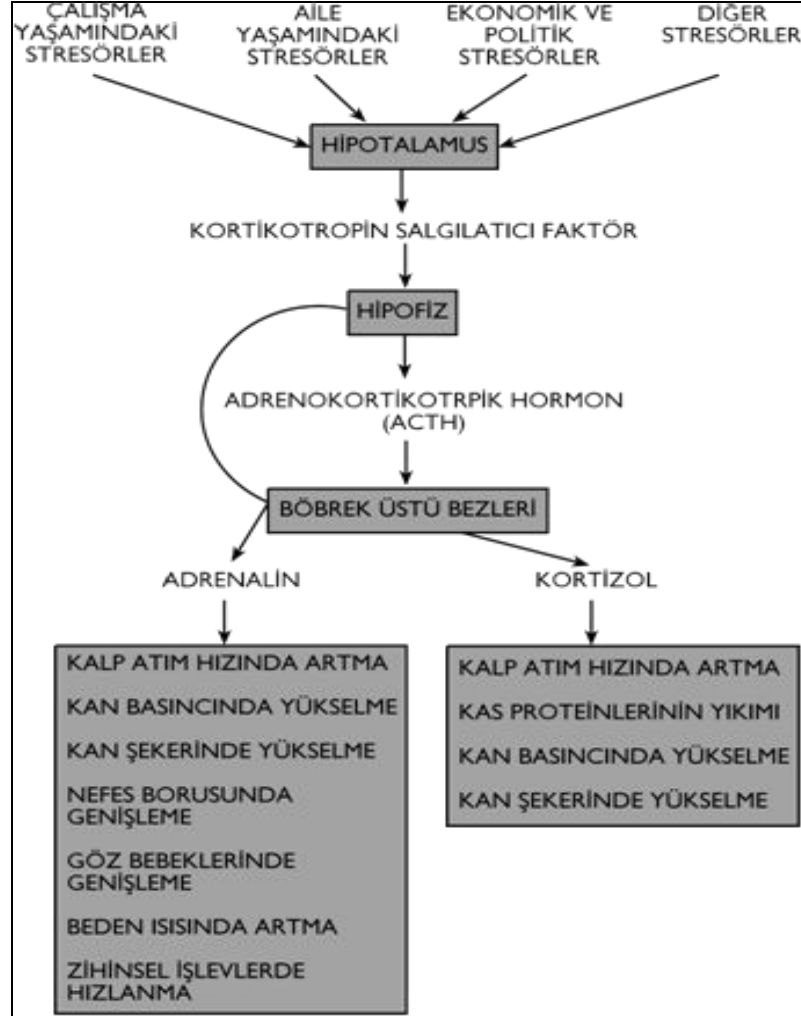 ÇALIŞMA
YAŞAMINDAKİ
STRESÖRLER
AİLE
YAŞAMINDAKİ
STRESÖRLER
EKONOMİK VE
POLİTİK
STRESÖRLER
DİĞER
STRESÖRLER
HİPOTALAMUS
KORTİKOTROPİN SALGILATICI FAKTÖR
HİPOFİZ
ADRENOKORTİKOTRPİK HORMON
(ACTH)
BÖBREK ÜSTÜ BEZLERİ
ADRENALİN
KALP ATIM HIZINDA ARTMA
KAN BASINCINDA YÜKSELME
KAN ŞEKERİNDE YÜKSELME
NEFES BORUSUNDA
GENİŞLEME
GÖZ BEBEKLERİNDE
GENİŞLEME
BEDEN ISISINDA ARTMA
ZİHİNSEL İŞLEVLERDE
HIZLANMA
KORTİZOL
KALP ATIM HIZINDA ARTMA
KAS PROTEİNLERİNİN YIKIMI
KAN BASINCINDA YÜKSELME
KAN ŞEKERİNDE YÜKSELME